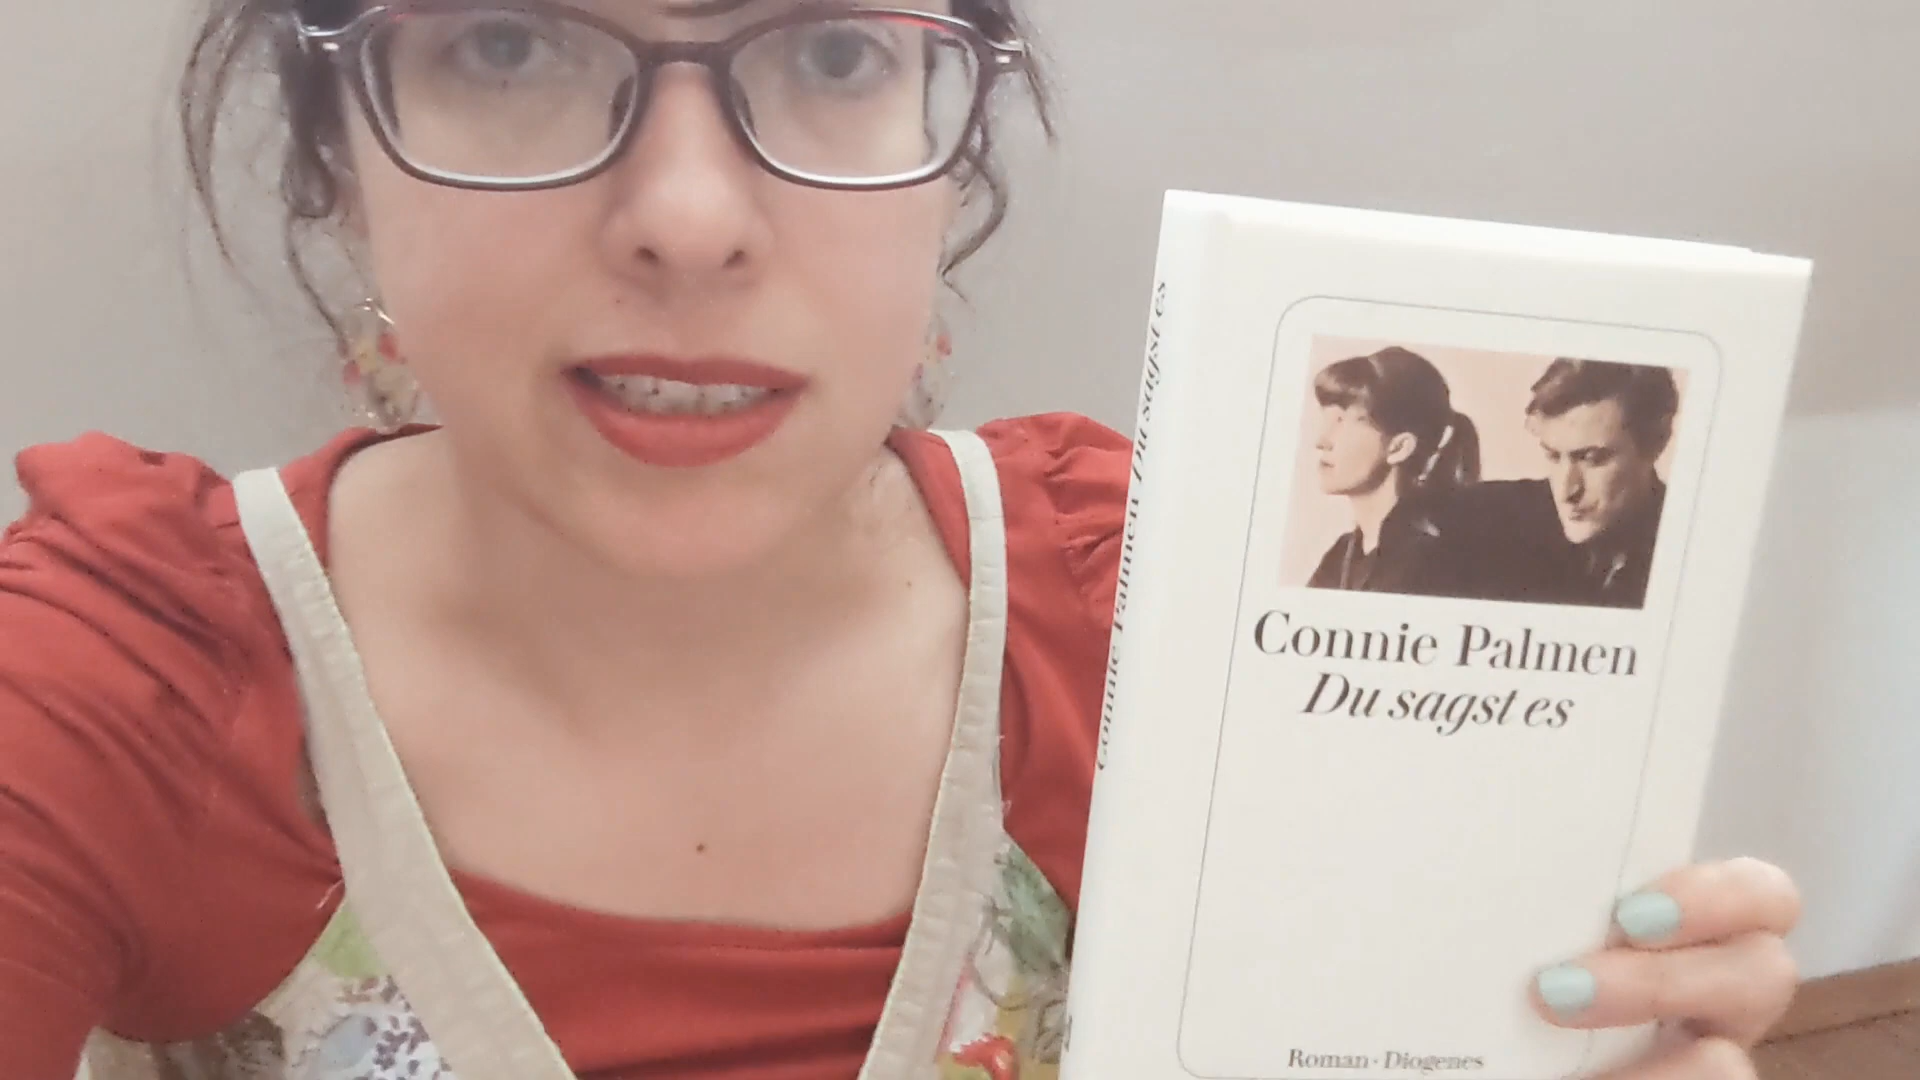 Connie Palmen Du sagst es
Connie Palmen
Du sagst es
Roman · Diogenes